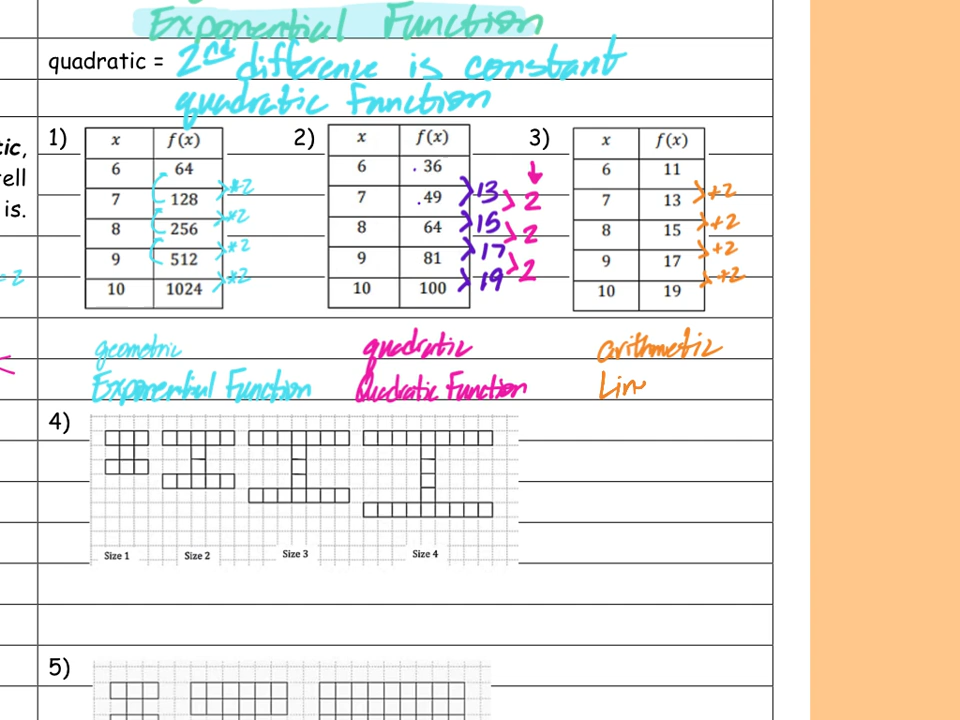 Exponential Function
quadratic = 2nd difference is constant
quadratic function
tic,
tell
is.
= 2
1)
x f(x)
6 64
7 128
8 256
9 512
10 1024
*2
*2
*2
*2
2)
x f(x)
6 . 36
7 . 49
8 64
9 81
10 100
13
15
17
19
2
2
2
3)
x f(x)
6 11
7 13
8 15
9 17
10 19
+2
+2
+2
+2
geometric quadratic arithmetic
Exponential Function Quadratic Function Lin
4)
Size 1 Size 2 Size 3 Size 4
5)